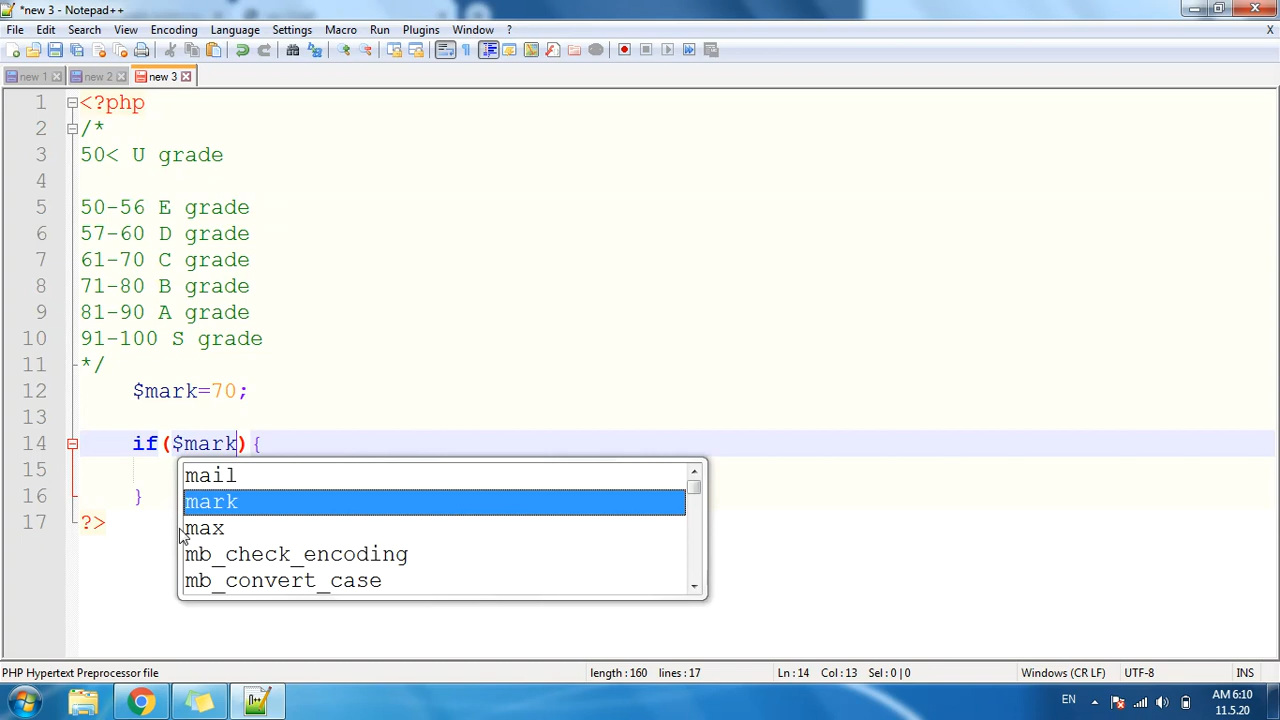 *new 3 - Notepad++
File Edit Search View Encoding Language Settings Macro Run Plugins Window ? X
new 1 new 2 new 3
1 <?php
2 /*
3 50< U grade
4
5 50-56 E grade
6 57-60 D grade
7 61-70 C grade
8 71-80 B grade
9 81-90 A grade
10 91-100 S grade
11 */
12 $mark=70;
13
14 if($mark){
15
16 }
17 ?>
mail
mark
max
mb_check_encoding
mb_convert_case
PHP Hypertext Preprocessor file length : 160 lines : 17 Ln : 14 Col : 13 Sel : 0 | 0 Windows (CR LF) UTF-8 INS
EN AM 6:10
11.5.20